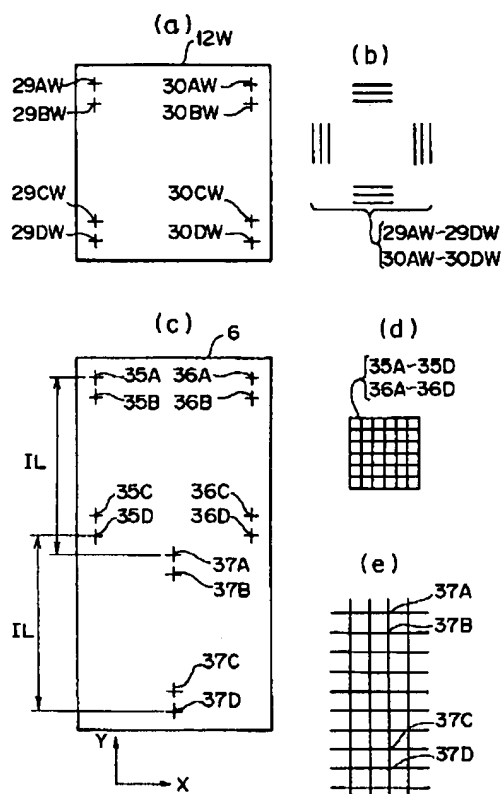 (a)
12W
29AW
30AW
29BW
30BW
29CW
30CW
29DW
30DW
(b)
29AW-29DW
30AW-30DW
(c)
6
35A 36A
35B 36B
IL
35C 36C
35D 36D
37A
37B
IL
37C
37D
Y
X
(d)
35A-35D
36A-36D
(e)
37A
37B
37C
37D